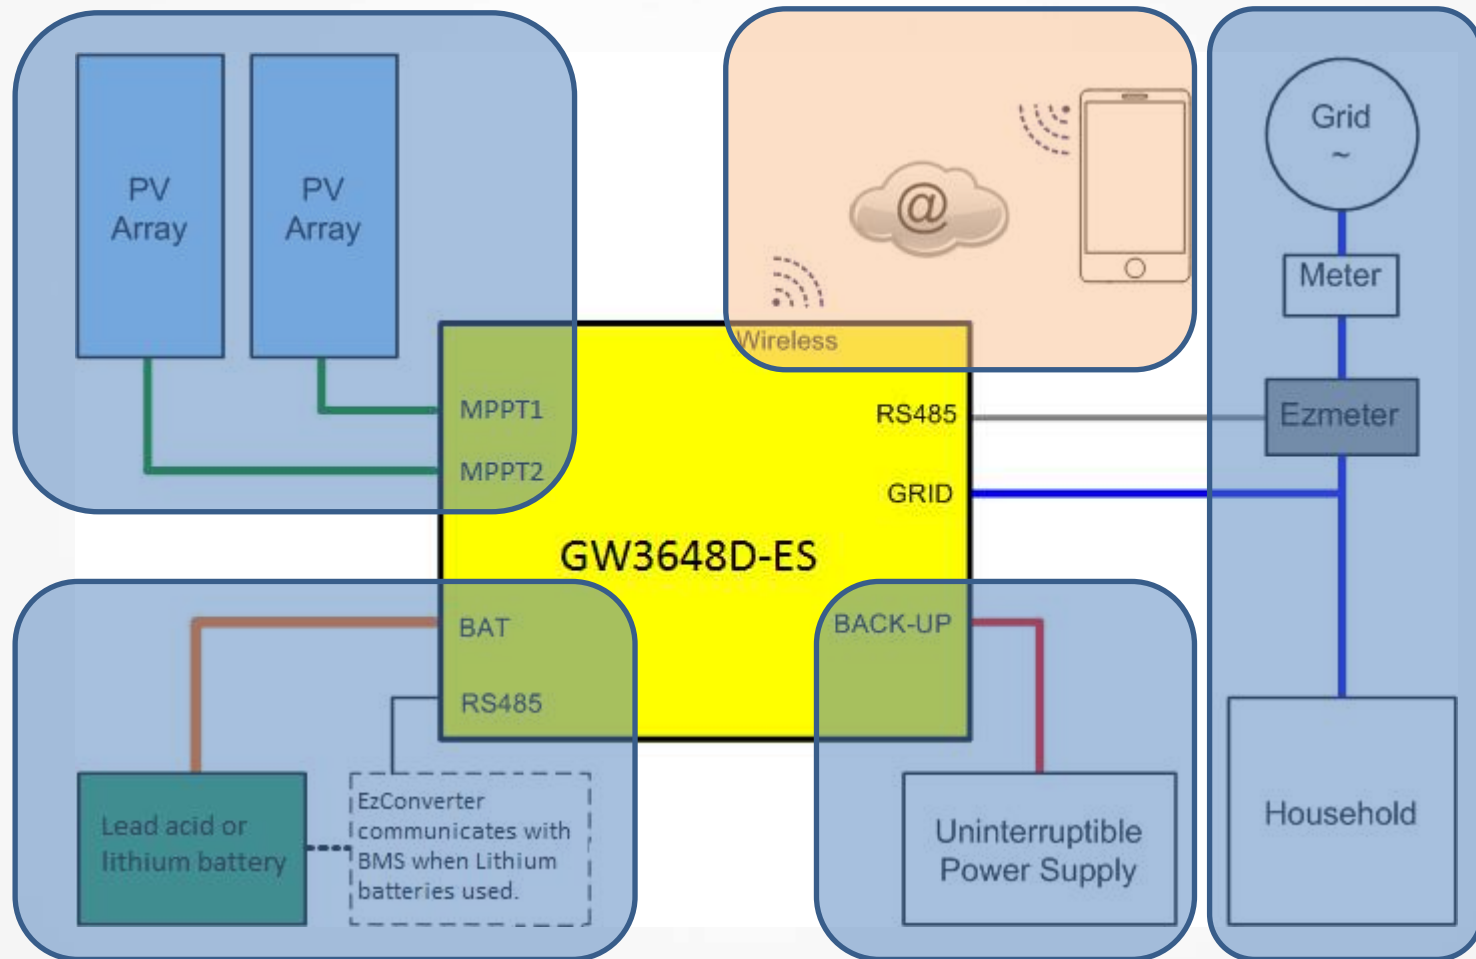 PV
Array
PV
Array
@
Grid
~
Meter
Wireless
MPPT1
RS485
Ezmeter
MPPT2
GRID
GW3648D-ES
BAT
BACK-UP
RS485
Lead acid or
lithium battery
EzConverter
communicates with
BMS when Lithium
batteries used.
Uninterruptible
Power Supply
Household